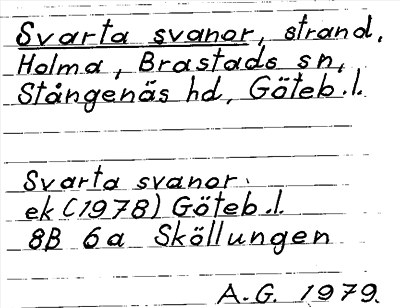 Svarta svanor, strand,
Holma, Brastads sn,
Stångenäs hd, Göteb.l.
Svarta svanor.
ek (1978) Göteb.l.
8B 6a Sköllungen
A.G. 1979.